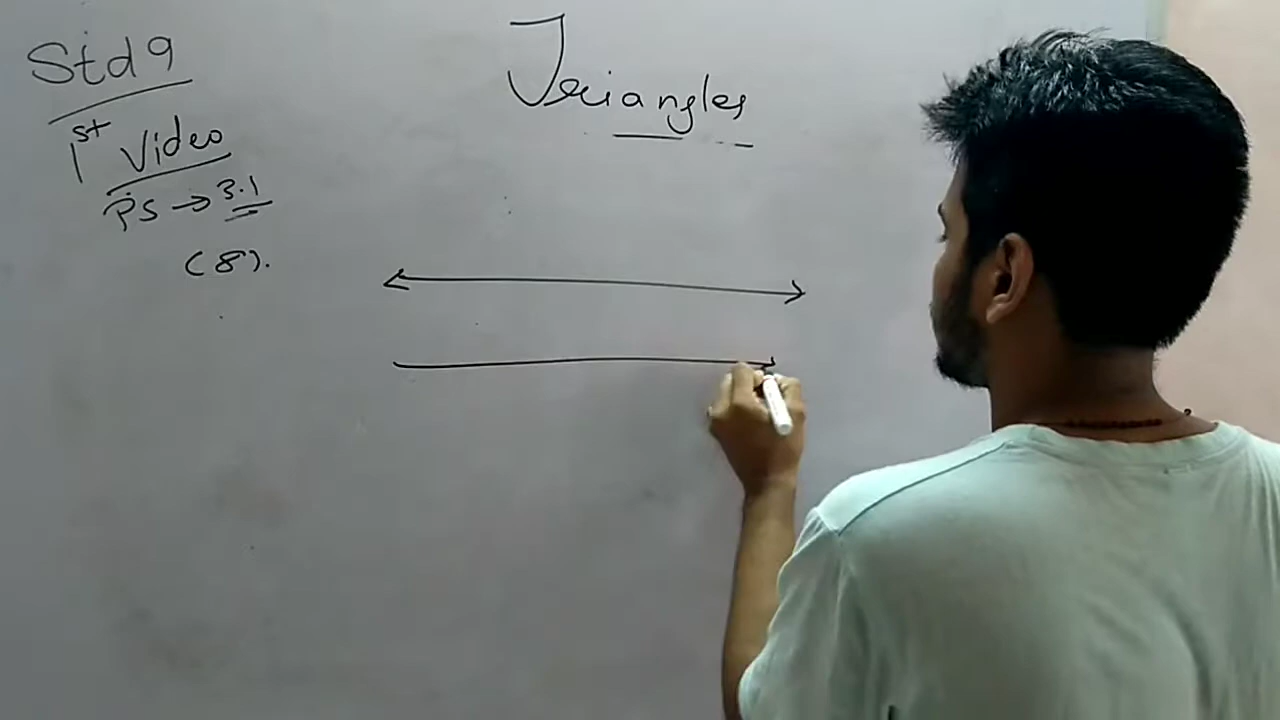 Std 9
Triangles
1st Video
PS → 3.1
(8).